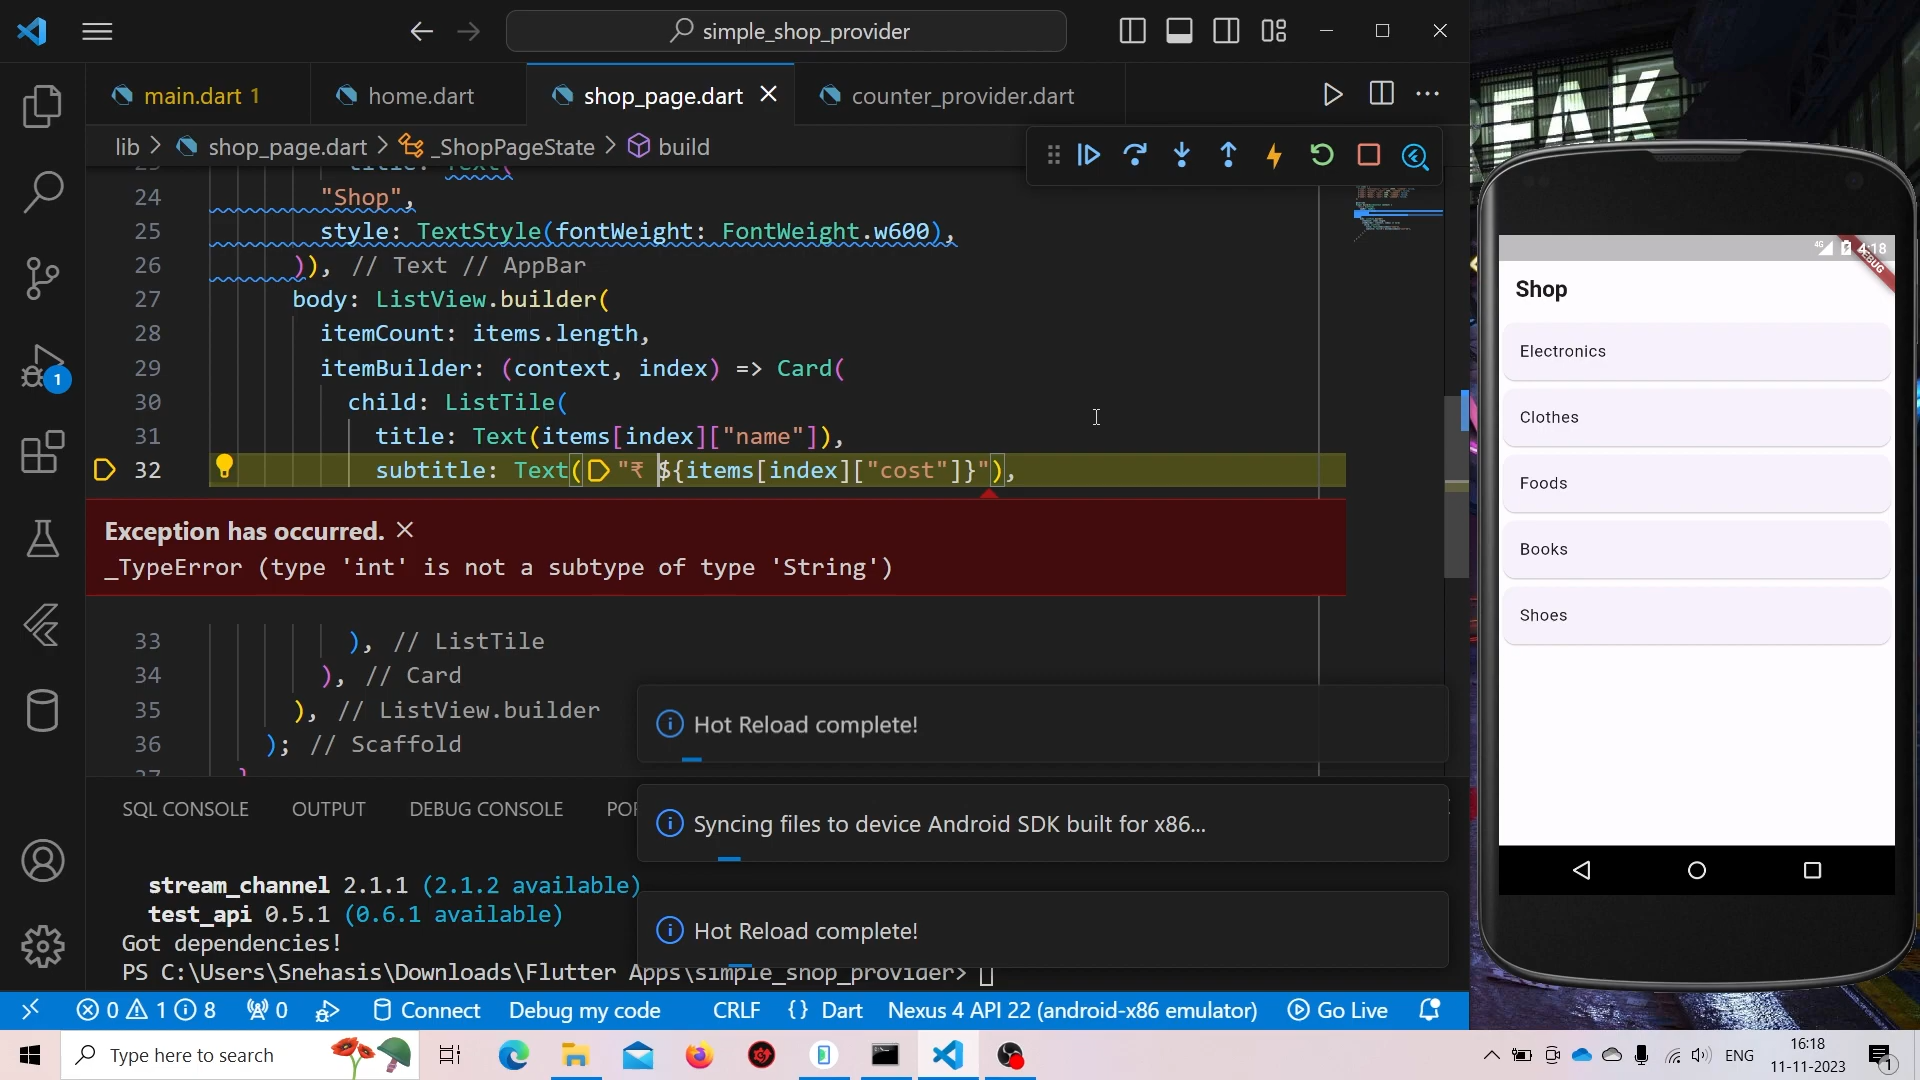 simple_shop_provider
main.dart 1
home.dart
shop_page.dart
counter_provider.dart
lib > shop_page.dart > _ShopPageState > build
24 "Shop",
25 style: TextStyle(fontWeight: FontWeight.w600),
26 )), // Text // AppBar
27 body: ListView.builder(
28 itemCount: items.length,
29 itemBuilder: (context, index) => Card(
30 child: ListTile(
31 title: Text(items[index]["name"]),
32 subtitle: Text("₹ ${items[index]["cost"]}"),
Exception has occurred.
_TypeError (type 'int' is not a subtype of type 'String')
33 ), // ListTile
34 ), // Card
35 ), // ListView.builder
36 ); // Scaffold
37 }
SQL CONSOLE OUTPUT DEBUG CONSOLE
Hot Reload complete!
Syncing files to device Android SDK built for x86...
Hot Reload complete!
stream_channel 2.1.1 (2.1.2 available)
test_api 0.5.1 (0.6.1 available)
Got dependencies!
PS C:\Users\Snehasis\Downloads\Flutter Apps\simple_shop_provider>
0 1 8 0 Connect Debug my code CRLF {} Dart Nexus 4 API 22 (android-x86 emulator) Go Live
1
Type here to search
ENG
16:18
11-11-2023
1
4G 4:18
DEBUG
Shop
Electronics
Clothes
Foods
Books
Shoes